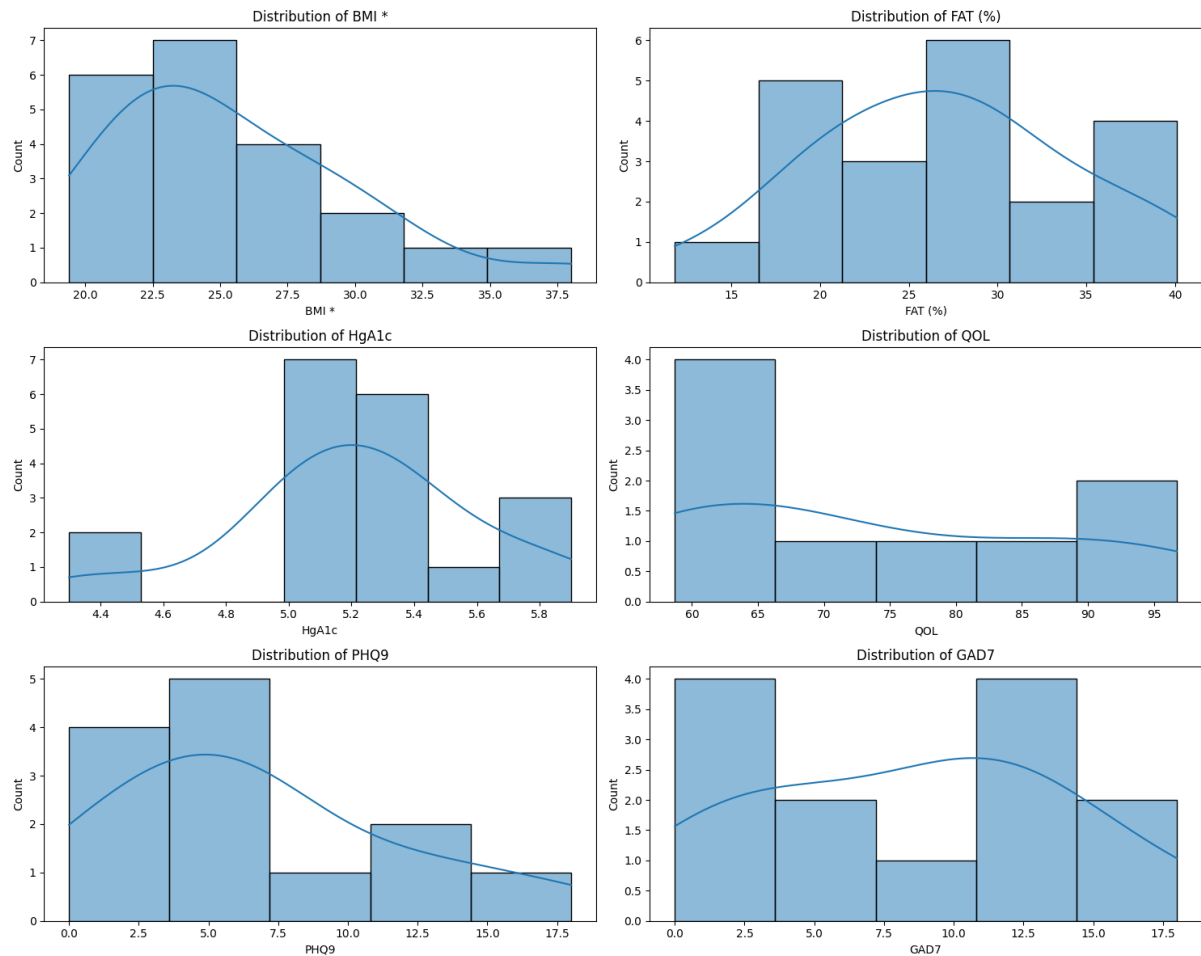 Distribution of BMI *
7
6
5
4
3
2
1
0
Count
20.0 22.5 25.0 27.5 30.0 32.5 35.0 37.5
BMI *
Distribution of FAT (%)
6
5
4
3
2
1
0
Count
15 20 25 30 35 40
FAT (%)
Distribution of HgA1c
7
6
5
4
3
2
1
0
Count
4.4 4.6 4.8 5.0 5.2 5.4 5.6 5.8
HgA1c
Distribution of QOL
4.0
3.5
3.0
2.5
2.0
1.5
1.0
0.5
0.0
Count
60 65 70 75 80 85 90 95
QOL
Distribution of PHQ9
5
4
3
2
1
0
Count
0.0 2.5 5.0 7.5 10.0 12.5 15.0 17.5
PHQ9
Distribution of GAD7
4.0
3.5
3.0
2.5
2.0
1.5
1.0
0.5
0.0
Count
0.0 2.5 5.0 7.5 10.0 12.5 15.0 17.5
GAD7